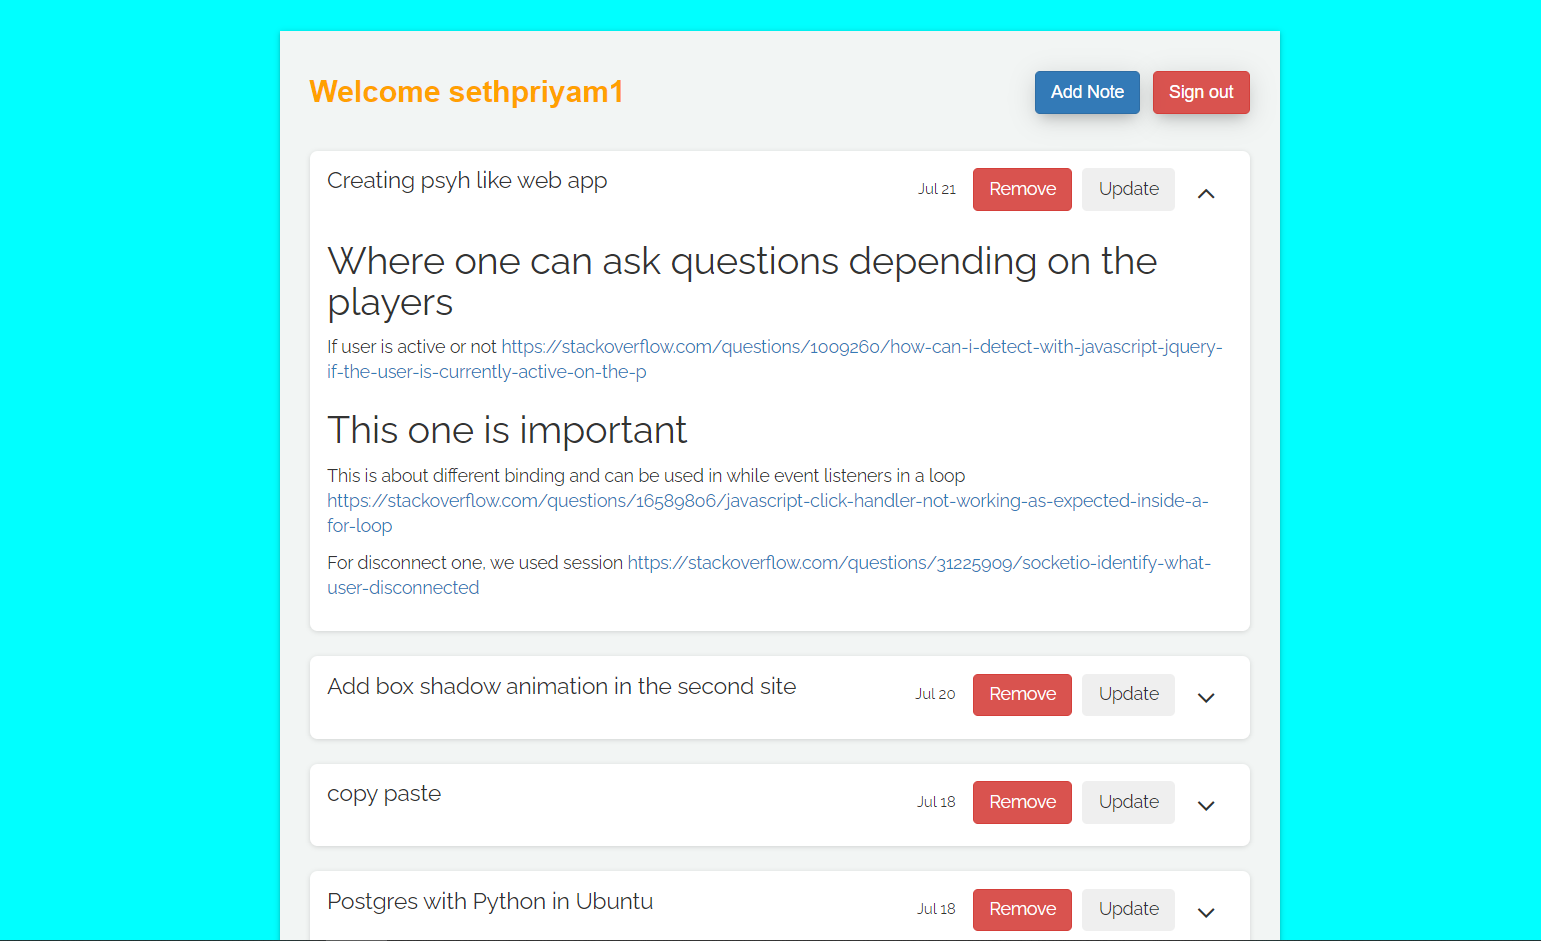 Welcome sethpriyam1
Add Note
Sign out
Creating psyh like web app
Jul 21
Remove
Update
Where one can ask questions depending on the
players
If user is active or not https://stackoverflow.com/questions/1009260/how-can-i-detect-with-javascript-jquery-
if-the-user-is-currently-active-on-the-p
This one is important
This is about different binding and can be used in while event listeners in a loop
https://stackoverflow.com/questions/16589806/javascript-click-handler-not-working-as-expected-inside-a-
for-loop
For disconnect one, we used session https://stackoverflow.com/questions/31225909/socketio-identify-what-
user-disconnected
Add box shadow animation in the second site
Jul 20
Remove
Update
copy paste
Jul 18
Remove
Update
Postgres with Python in Ubuntu
Jul 18
Remove
Update